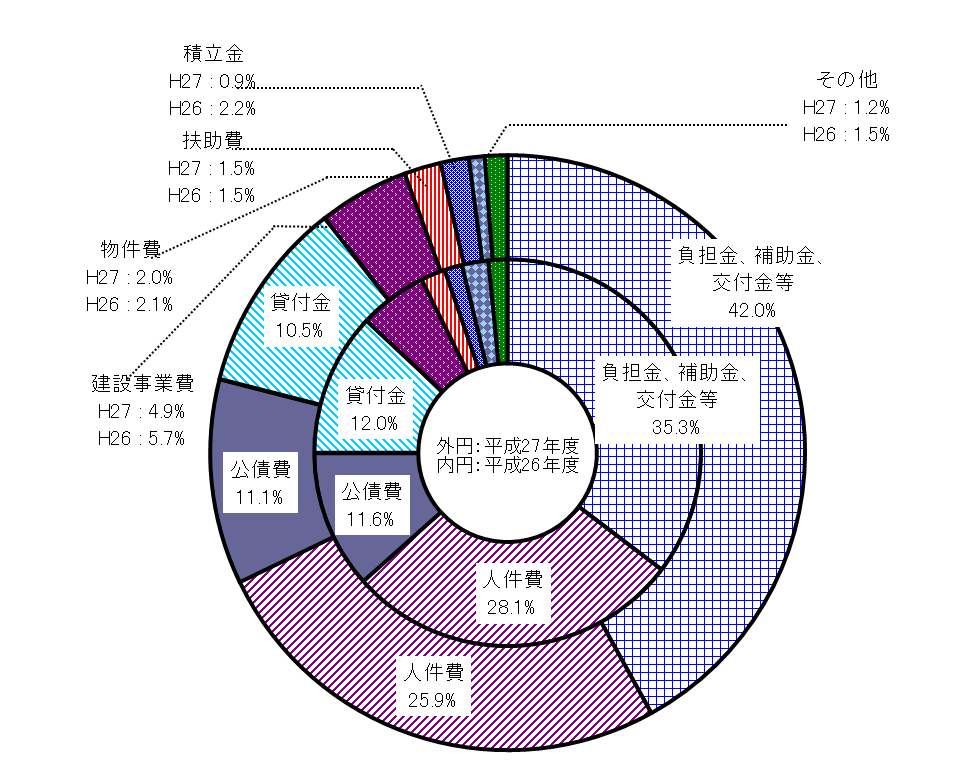 積立金
H27 : 0.9%
H26 : 2.2%
その他
H27 : 1.2%
H26 : 1.5%
扶助費
H27 : 1.5%
H26 : 1.5%
物件費
H27 : 2.0%
H26 : 2.1%
建設事業費
H27 : 4.9%
H26 : 5.7%
負担金、補助金、
交付金等
42.0%
貸付金
10.5%
負担金、補助金、
交付金等
35.3%
貸付金
12.0%
外円：平成27年度
内円：平成26年度
公債費
11.1%
公債費
11.6%
人件費
28.1%
人件費
25.9%